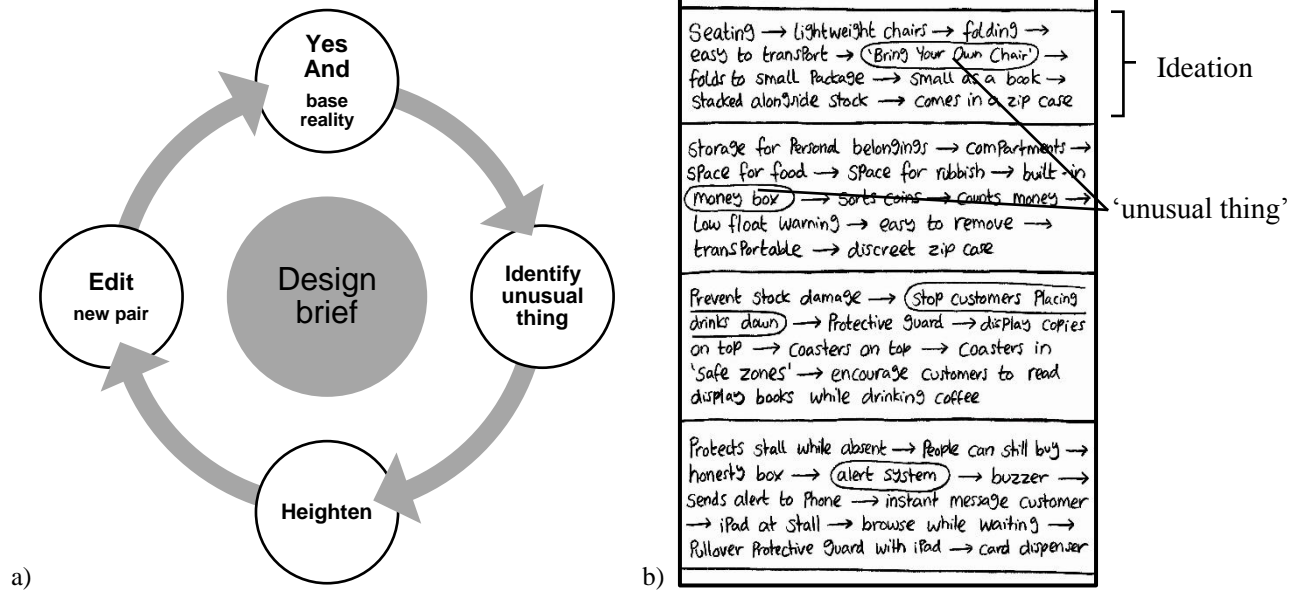 Yes
And
base
reality
Identify
unusual
thing
Heighten
Edit
new pair
Design
brief
a)
Seating → lightweight chairs → folding →
easy to transport → 'Bring Your Own Chair' →
folds to small package → small as a book →
stacked alongside stock → comes in a zip case
Storage for personal belongings → compartments →
space for food → space for rubbish → built-in
money box → sorts coins → counts money →
Low float warning → easy to remove →
transportable → discreet zip case
Prevent stock damage → Stop customers placing
drinks down → Protective guard → display copies
on top → coasters on top → coasters in
'safe zones' → encourage customers to read
display books while drinking coffee
Protects stall while absent → People can still buy →
honesty box → alert system → buzzer →
sends alert to phone → instant message customer
→ iPad at stall → browse while waiting →
Pullover protective guard with iPad → card dispenser
Ideation
'unusual thing'
b)